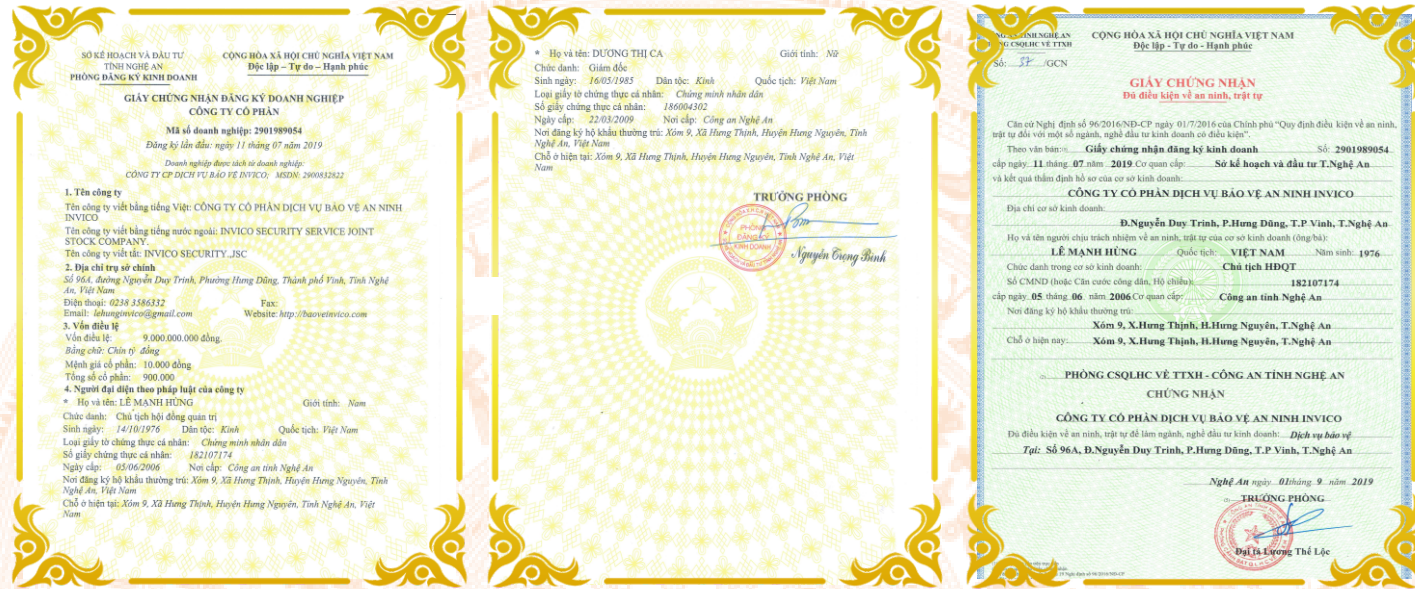 SỞ KẾ HOẠCH VÀ ĐẦU TƯ
TỈNH NGHỆ AN
PHÒNG ĐĂNG KÝ KINH DOANH
CỘNG HÒA XÃ HỘI CHỦ NGHĨA VIỆT NAM
Độc lập – Tự do – Hạnh phúc
GIẤY CHỨNG NHẬN ĐĂNG KÝ DOANH NGHIỆP
CÔNG TY CỔ PHẦN
Mã số doanh nghiệp: 2901989054
Đăng ký lần đầu: ngày 11 tháng 07 năm 2019
Doanh nghiệp được tách từ doanh nghiệp:
CÔNG TY CP DỊCH VỤ BẢO VỆ INVICO; MSDN: 2900832822
1. Tên công ty
Tên công ty viết bằng tiếng Việt: CÔNG TY CỔ PHẦN DỊCH VỤ BẢO VỆ AN NINH
INVICO
Tên công ty viết bằng tiếng nước ngoài: INVICO SECURITY SERVICE JOINT
STOCK COMPANY.
Tên công ty viết tắt: INVICO SECURITY.,JSC
2. Địa chỉ trụ sở chính
Số 96A, đường Nguyễn Duy Trinh, Phường Hưng Dũng, Thành phố Vinh, Tỉnh Nghệ
An, Việt Nam
Điện thoại: 0238 3586332 Fax:
Email: lehunginvico@gmail.com Website: http://baoveinvico.com
3. Vốn điều lệ
Vốn điều lệ: 9.000.000.000 đồng.
Bằng chữ: Chín tỷ đồng
Mệnh giá cổ phần: 10.000 đồng
Tổng số cổ phần: 900.000
4. Người đại diện theo pháp luật của công ty
* Họ và tên: LÊ MẠNH HÙNG Giới tính: Nam
Chức danh: Chủ tịch hội đồng quản trị
Sinh ngày: 14/10/1976 Dân tộc: Kinh Quốc tịch: Việt Nam
Loại giấy tờ chứng thực cá nhân: Chứng minh nhân dân
Số giấy chứng thực cá nhân: 182107174
Ngày cấp: 05/06/2006 Nơi cấp: Công an tỉnh Nghệ An
Nơi đăng ký hộ khẩu thường trú: Xóm 9, Xã Hưng Thịnh, Huyện Hưng Nguyên, Tỉnh
Nghệ An, Việt Nam
Chỗ ở hiện tại: Xóm 9, Xã Hưng Thịnh, Huyện Hưng Nguyên, Tỉnh Nghệ An, Việt
Nam
* Họ và tên: DƯƠNG THỊ CA Giới tính: Nữ
Chức danh: Giám đốc
Sinh ngày: 16/05/1985 Dân tộc: Kinh Quốc tịch: Việt Nam
Loại giấy tờ chứng thực cá nhân: Chứng minh nhân dân
Số giấy chứng thực cá nhân: 186004302
Ngày cấp: 22/03/2009 Nơi cấp: Công an Nghệ An
Nơi đăng ký hộ khẩu thường trú: Xóm 9, Xã Hưng Thịnh, Huyện Hưng Nguyên, Tỉnh
Nghệ An, Việt Nam
Chỗ ở hiện tại: Xóm 9, Xã Hưng Thịnh, Huyện Hưng Nguyên, Tỉnh Nghệ An, Việt
Nam
TRƯỞNG PHÒNG
PHÒNG
ĐĂNG KÝ
KINH DOANH
Nguyễn Trọng Bình
TỈNH NGHỆ AN
CSQLHC VỀ TTXH
Số: 57 /GCN
CỘNG HÒA XÃ HỘI CHỦ NGHĨA VIỆT NAM
Độc lập - Tự do - Hạnh phúc
GIẤY CHỨNG NHẬN
Đủ điều kiện về an ninh, trật tự
Căn cứ Nghị định số 96/2016/NĐ-CP ngày 01/7/2016 của Chính phủ “Quy định điều kiện về an ninh,
trật tự đối với một số ngành, nghề đầu tư kinh doanh có điều kiện”.
Theo văn bản: Giấy chứng nhận đăng ký kinh doanh Số: 2901989054
cấp ngày 11 tháng 07 năm 2019 Cơ quan cấp: Sở kế hoạch và đầu tư T.Nghệ An
và kết quả thẩm định hồ sơ của cơ sở kinh doanh:
CÔNG TY CỔ PHẦN DỊCH VỤ BẢO VỆ AN NINH INVICO
Địa chỉ cơ sở kinh doanh:
Đ.Nguyễn Duy Trinh, P.Hưng Dũng, T.P Vinh, T.Nghệ An
Họ và tên người chịu trách nhiệm về an ninh, trật tự của cơ sở kinh doanh (ông/bà):
LÊ MẠNH HÙNG Quốc tịch: VIỆT NAM Năm sinh: 1976
Chức danh trong cơ sở kinh doanh: Chủ tịch HĐQT
Số CMND (hoặc Căn cước công dân, Hộ chiếu): 182107174
cấp ngày 05 tháng 06 năm 2006 Cơ quan cấp: Công an tỉnh Nghệ An
Nơi đăng ký hộ khẩu thường trú:
Xóm 9, X.Hưng Thịnh, H.Hưng Nguyên, T.Nghệ An
Chỗ ở hiện nay: Xóm 9, X.Hưng Thịnh, H.Hưng Nguyên, T.Nghệ An
PHÒNG CSQLHC VỀ TTXH - CÔNG AN TỈNH NGHỆ AN
CHỨNG NHẬN
CÔNG TY CỔ PHẦN DỊCH VỤ BẢO VỆ AN NINH INVICO
Đủ điều kiện về an ninh, trật tự để làm ngành, nghề đầu tư kinh doanh: Dịch vụ bảo vệ
Tại: Số 96A, Đ.Nguyễn Duy Trinh, P.Hưng Dũng, T.P Vinh, T.Nghệ An
Nghệ An ngày 01 tháng 9 năm 2019
TRƯỞNG PHÒNG
Đại tá Lương Thế Lộc